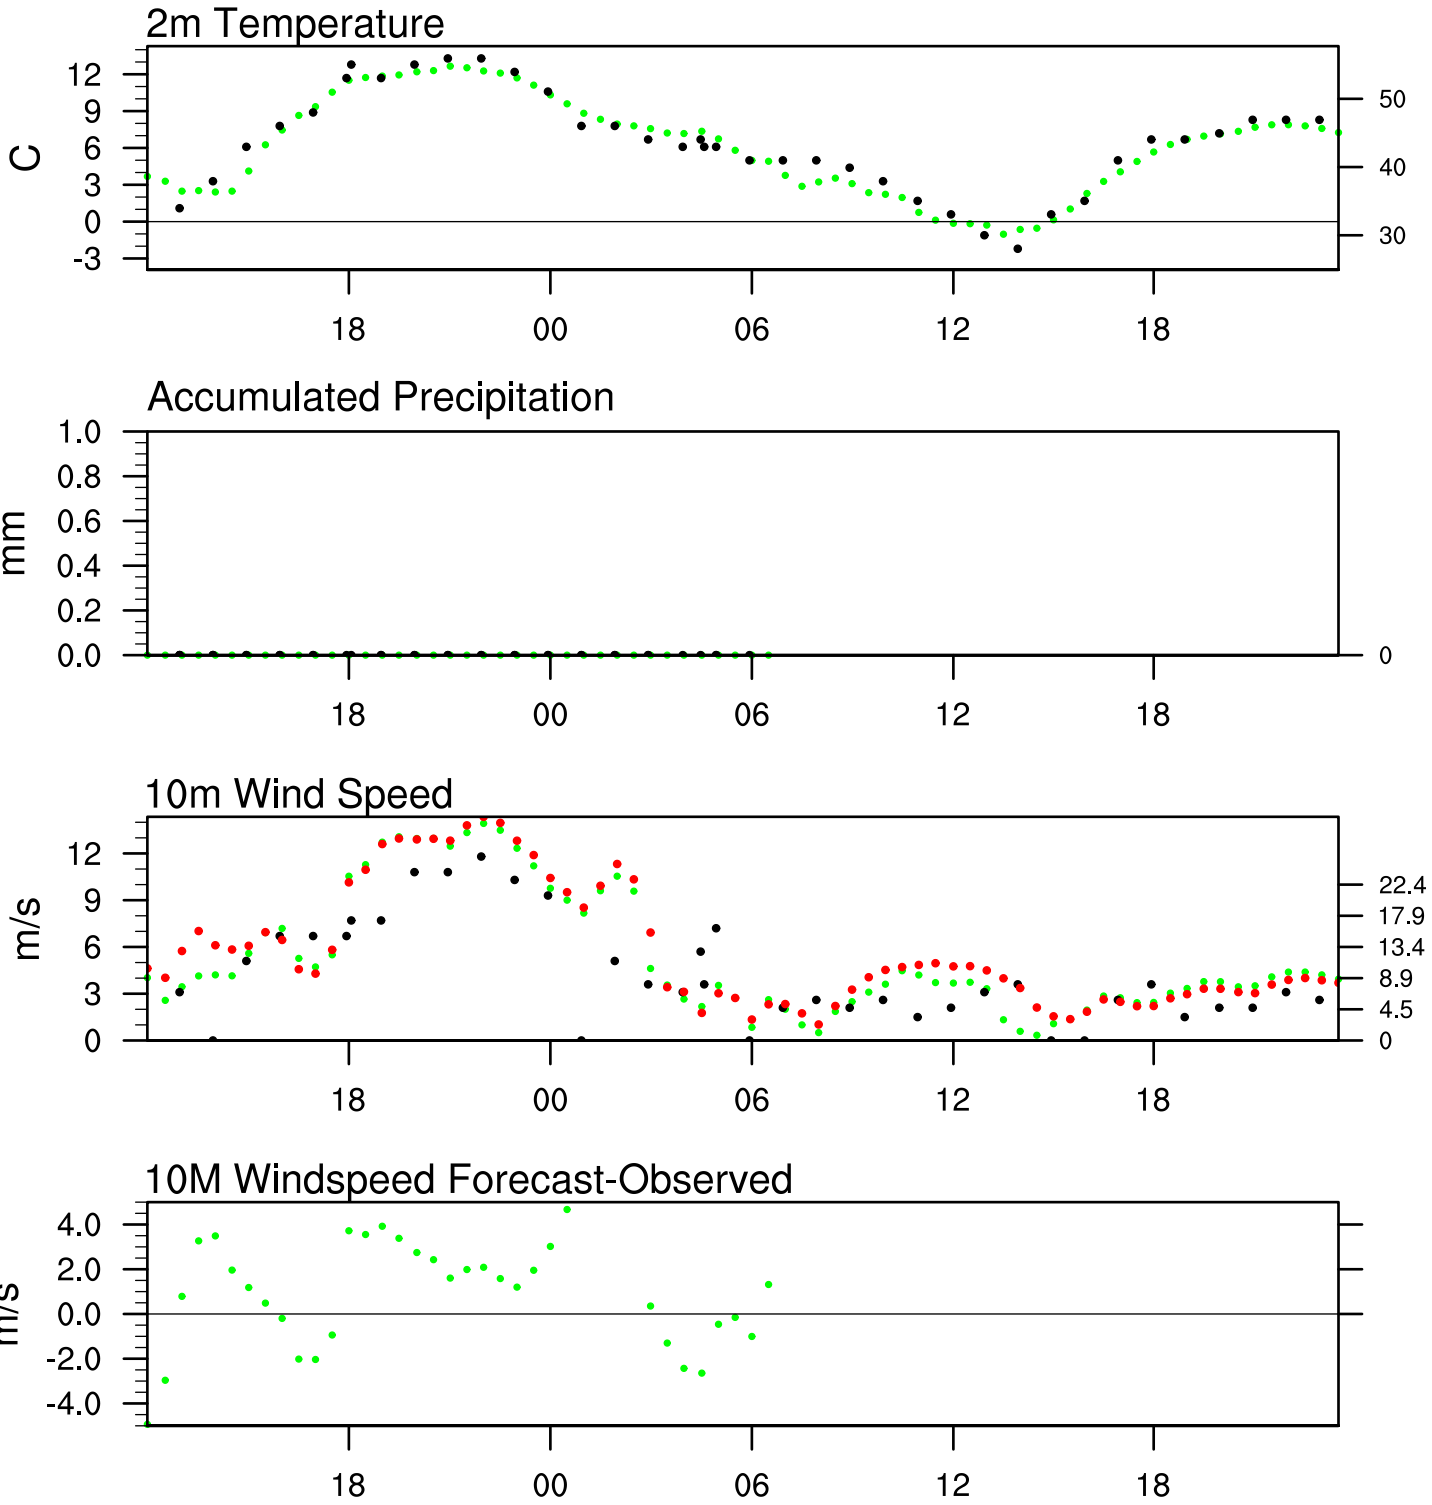 2m Temperature
12
9
6
3
0
-3
C
50
40
30
18 00 06 12 18
Accumulated Precipitation
1.0
0.8
0.6
0.4
0.2
0.0
mm
0
18 00 06 12 18
10m Wind Speed
12
9
6
3
0
m/s
22.4
17.9
13.4
8.9
4.5
0
18 00 06 12 18
10M Windspeed Forecast-Observed
4.0
2.0
0.0
-2.0
-4.0
m/s
18 00 06 12 18